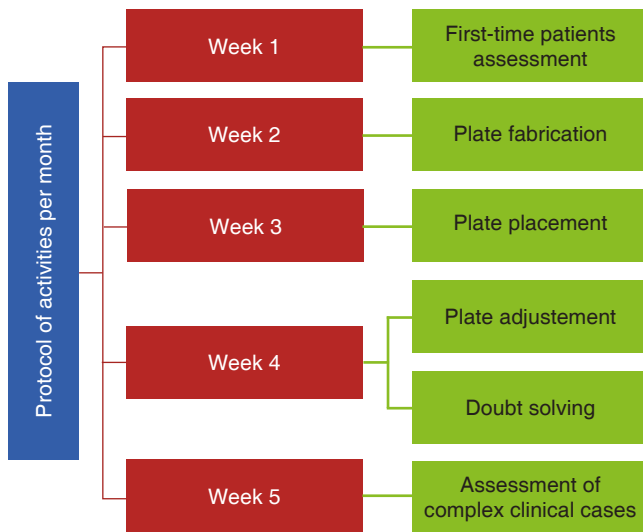 Protocol of activities per month
Week 1
First-time patients
assessment
Week 2
Plate fabrication
Week 3
Plate placement
Week 4
Plate adjustement
Doubt solving
Week 5
Assessment of
complex clinical cases